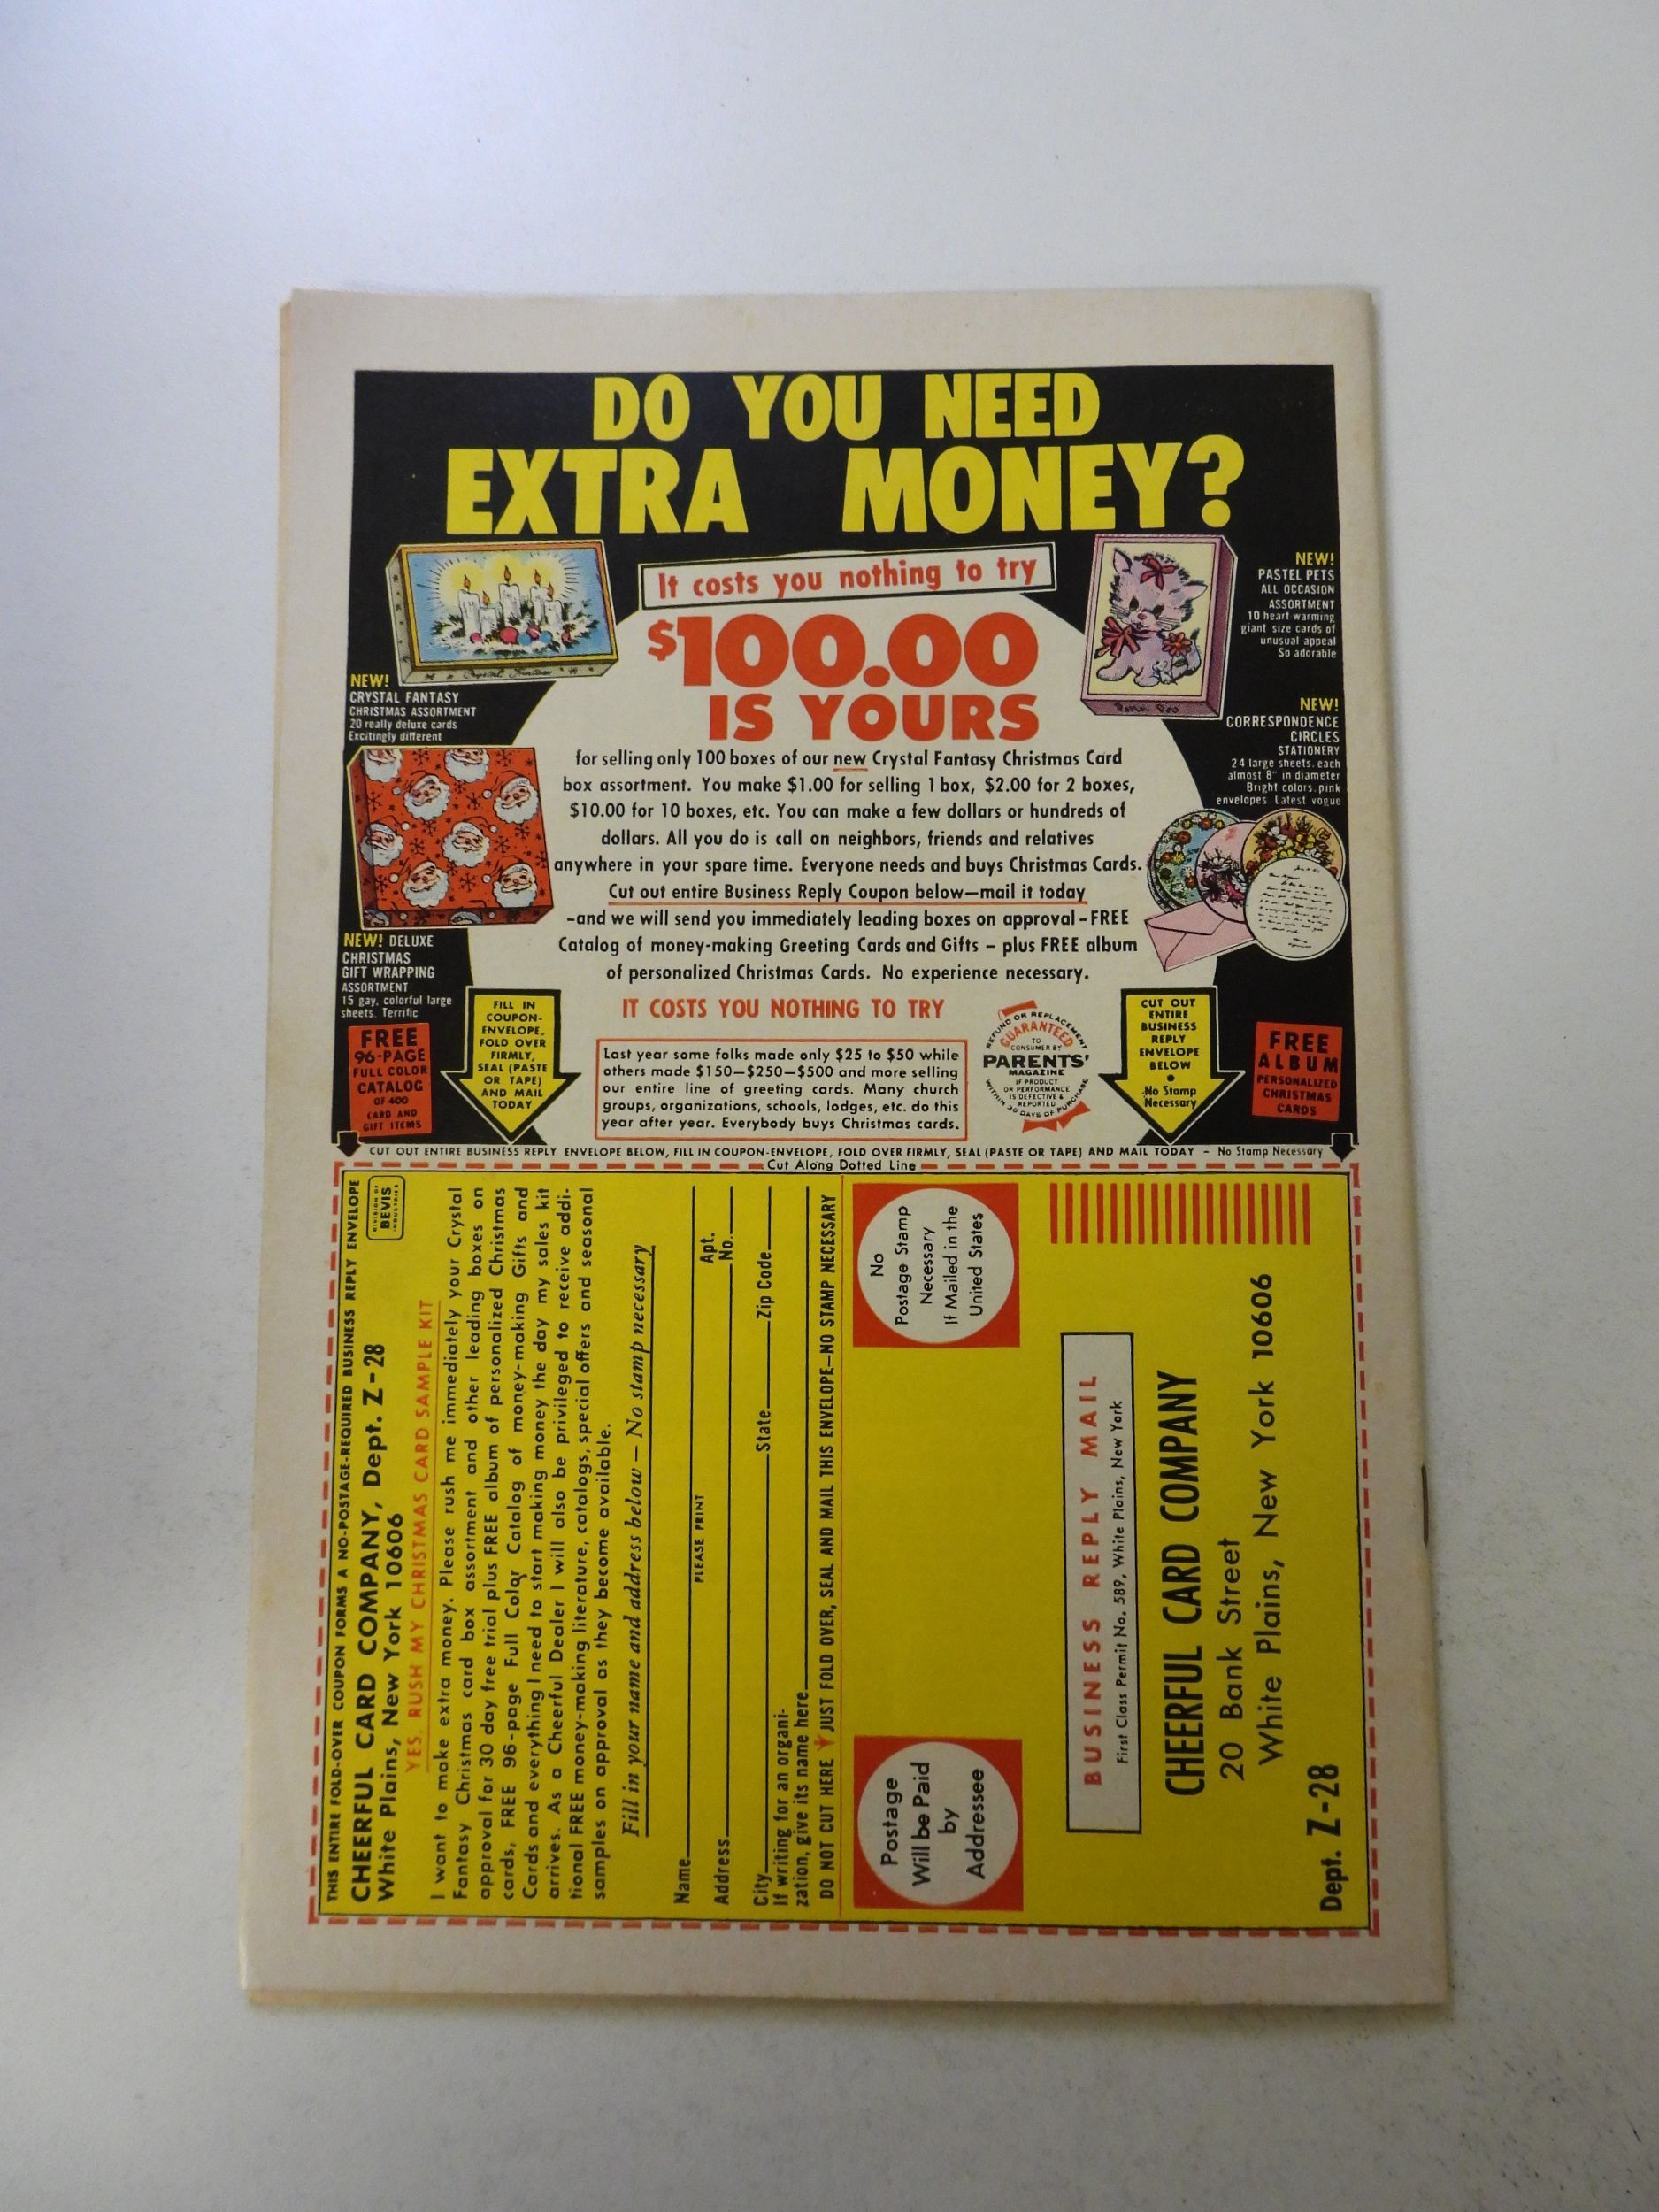 DO YOU NEED
EXTRA MONEY?
It costs you nothing to try
$100.00
IS YOURS
NEW!
CRYSTAL FANTASY
CHRISTMAS ASSORTMENT
20 really deluxe cards
Excitingly different
NEW!
PASTEL PETS
ALL OCCASION
ASSORTMENT
10 heart warming
giant size cards of
unusual appeal
So adorable
NEW!
CORRESPONDENCE
CIRCLES
STATIONERY
24 large sheets, each
almost 8" in diameter
Bright colors, pink
envelopes. Latest vogue
for selling only 100 boxes of our new Crystal Fantasy Christmas Card
box assortment. You make $1.00 for selling 1 box, $2.00 for 2 boxes,
$10.00 for 10 boxes, etc. You can make a few dollars or hundreds of
dollars. All you do is call on neighbors, friends and relatives
anywhere in your spare time. Everyone needs and buys Christmas Cards.
Cut out entire Business Reply Coupon below—mail it today
-and we will send you immediately leading boxes on approval - FREE
Catalog of money-making Greeting Cards and Gifts - plus FREE album
of personalized Christmas Cards. No experience necessary.
NEW! DELUXE
CHRISTMAS
GIFT WRAPPING
ASSORTMENT
15 gay, colorful large
sheets. Terrific
FREE
96-PAGE
FULL COLOR
CATALOG
OF 400
CARD AND
GIFT ITEMS
FILL IN
COUPON-
ENVELOPE,
FOLD OVER
FIRMLY,
SEAL (PASTE
OR TAPE)
AND MAIL
TODAY
IT COSTS YOU NOTHING TO TRY
Last year some folks made only $25 to $50 while
others made $150—$250—$500 and more selling
our entire line of greeting cards. Many church
groups, organizations, schools, lodges, etc. do this
year after year. Everybody buys Christmas cards.
REFUND OR REPLACEMENT
GUARANTEED
TO
CONSUMER BY
PARENTS'
MAGAZINE
IF PRODUCT
OR PERFORMANCE
IS DEFECTIVE &
REPORTED
WITHIN 30 DAYS OF PURCHASE
CUT OUT
ENTIRE
BUSINESS
REPLY
ENVELOPE
BELOW
•
No Stamp
Necessary
FREE
ALBUM
PERSONALIZED
CHRISTMAS
CARDS
CUT OUT ENTIRE BUSINESS REPLY ENVELOPE BELOW, FILL IN COUPON-ENVELOPE, FOLD OVER FIRMLY, SEAL (PASTE OR TAPE) AND MAIL TODAY - No Stamp Necessary
Cut Along Dotted Line
THIS ENTIRE FOLD-OVER COUPON FORMS A NO-POSTAGE-REQUIRED BUSINESS REPLY ENVELOPE
CHEERFUL CARD COMPANY, Dept. Z-28
White Plains, New York 10606
DIVISION OF
BEVIS
INDUSTRIES
YES, RUSH MY CHRISTMAS CARD SAMPLE KIT
I want to make extra money. Please rush me immediately your Crystal
Fantasy Christmas card box assortment and other leading boxes on
approval for 30 day free trial plus FREE album of personalized Christmas
cards, FREE 96-page Full Color Catalog of money-making Gifts and
Cards and everything I need to start making money the day my sales kit
arrives. As a Cheerful Dealer I will also be privileged to receive addi-
tional FREE money-making literature, catalogs, special offers and seasonal
samples on approval as they become available.
Fill in your name and address below — No stamp necessary
Name
PLEASE PRINT
Address Apt. No.
City State Zip Code
If writing for an organi-
zation, give its name here
DO NOT CUT HERE JUST FOLD OVER, SEAL AND MAIL THIS ENVELOPE—NO STAMP NECESSARY
No
Postage Stamp
Necessary
If Mailed in the
United States
Postage
Will be Paid
by
Addressee
BUSINESS REPLY MAIL
First Class Permit No. 589, White Plains, New York
CHEERFUL CARD COMPANY
20 Bank Street
White Plains, New York 10606
Dept. Z-28